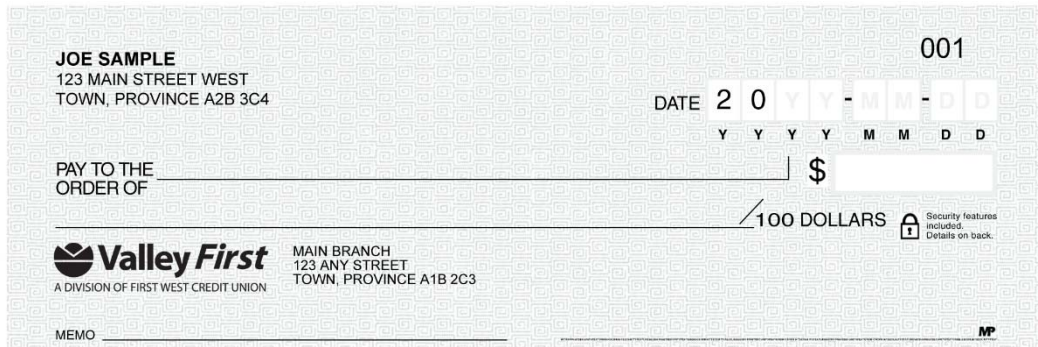 001
JOE SAMPLE
123 MAIN STREET WEST
TOWN, PROVINCE A2B 3C4
DATE 2 0 Y Y - M M - D D
Y Y Y Y M M D D
PAY TO THE
ORDER OF
$
/100 DOLLARS
Security features
included.
Details on back.
Valley First
A DIVISION OF FIRST WEST CREDIT UNION
MAIN BRANCH
123 ANY STREET
TOWN, PROVINCE A1B 2C3
MEMO
MP